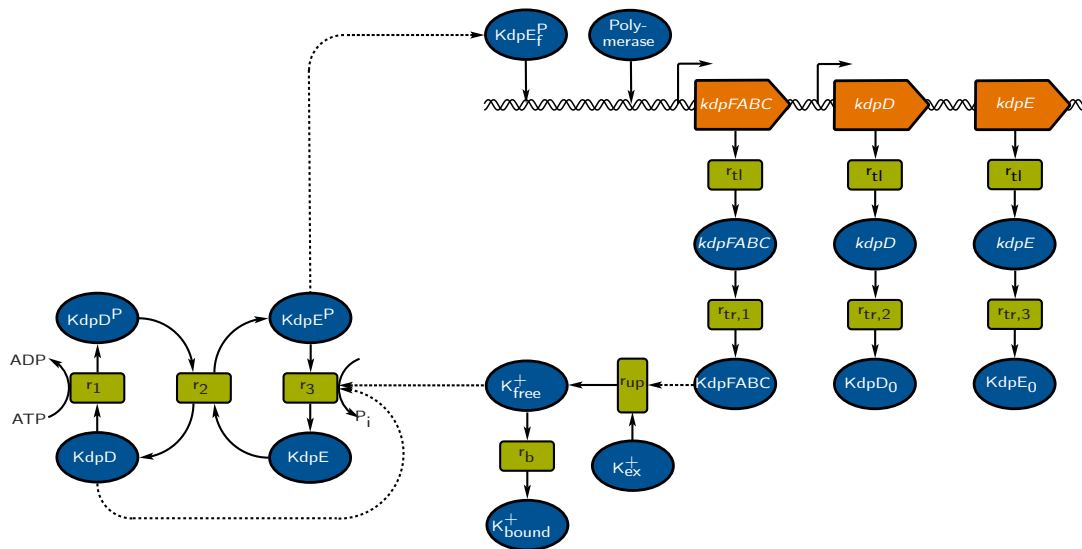 KdpE_f^P
Poly-
merase
kdpFABC
kdpD
kdpE
r_tl
r_tl
r_tl
kdpFABC
kdpD
kdpE
r_tr,1
r_tr,2
r_tr,3
KdpD^P
KdpE^P
ADP
r_1
r_2
r_3
ATP
P_i
K^+_free
r_up
KdpFABC
KdpD_0
KdpE_0
KdpD
KdpE
r_b
K^+_ex
K^+_bound